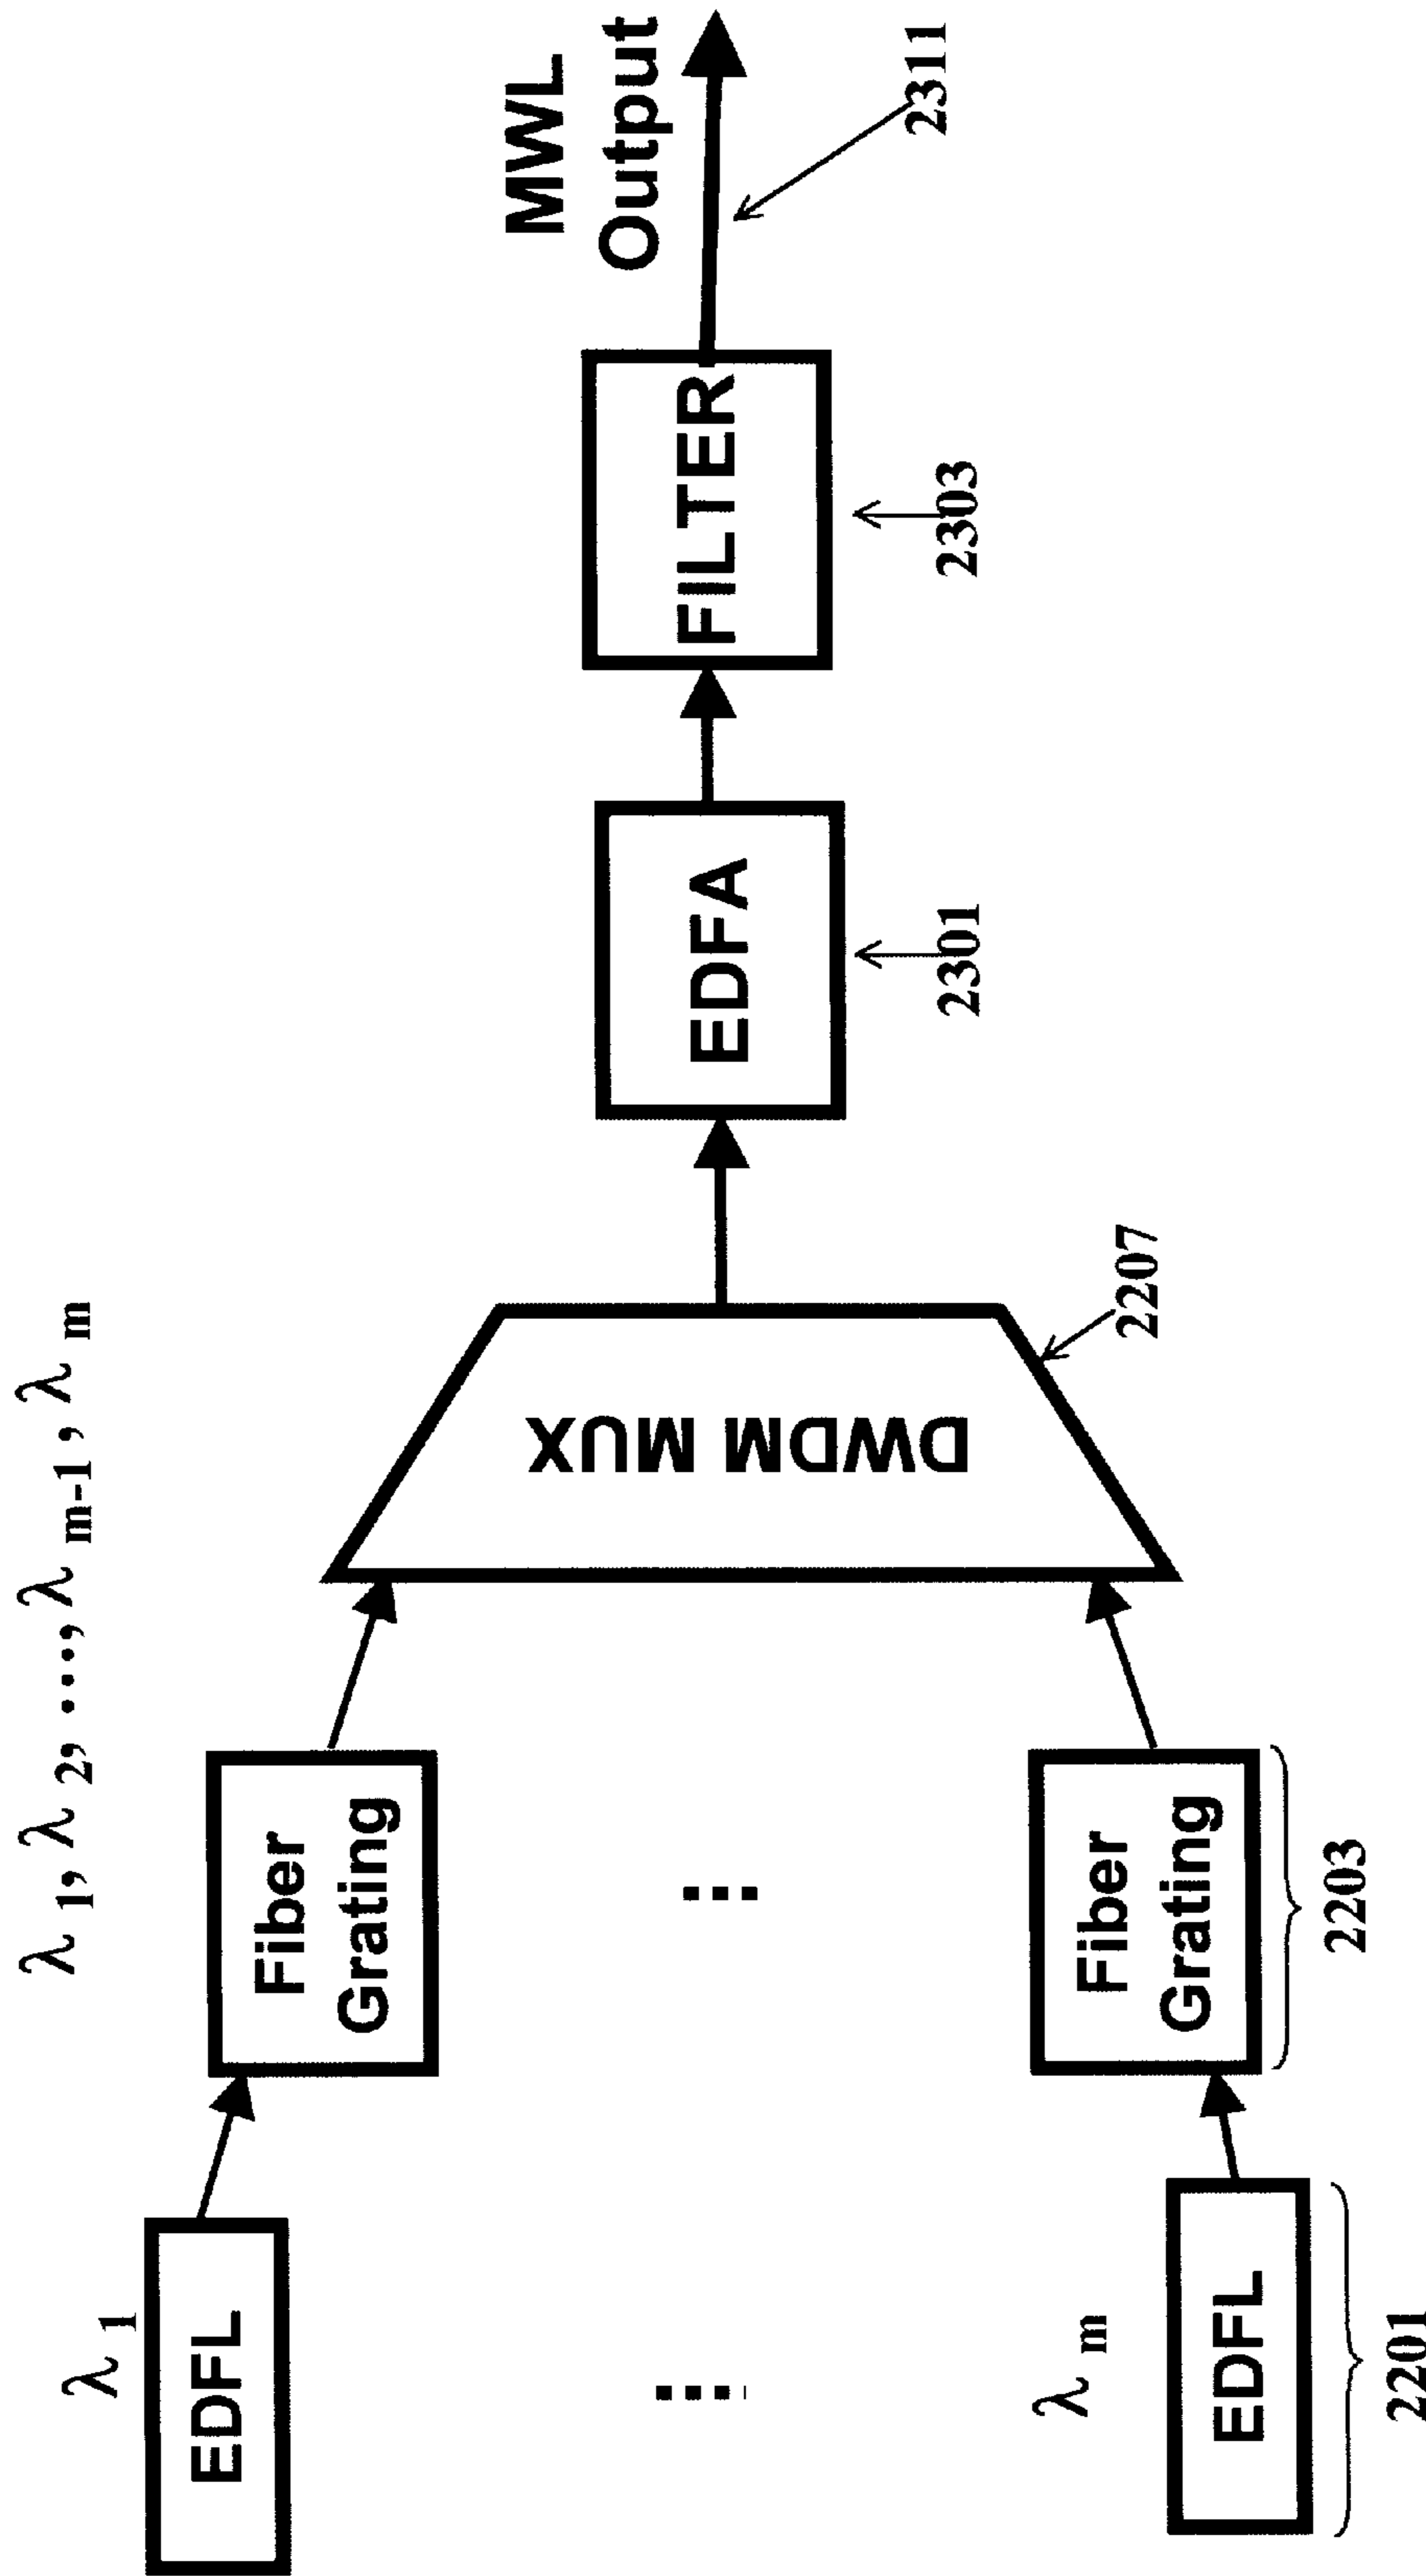 λ 1, λ 2, ..., λ m-1, λ m
λ 1
EDFL
Fiber
Grating
DWDM MUX
2207
EDFA
2301
FILTER
2303
MWL
Output
2311
λ m
EDFL
2201
Fiber
Grating
2203